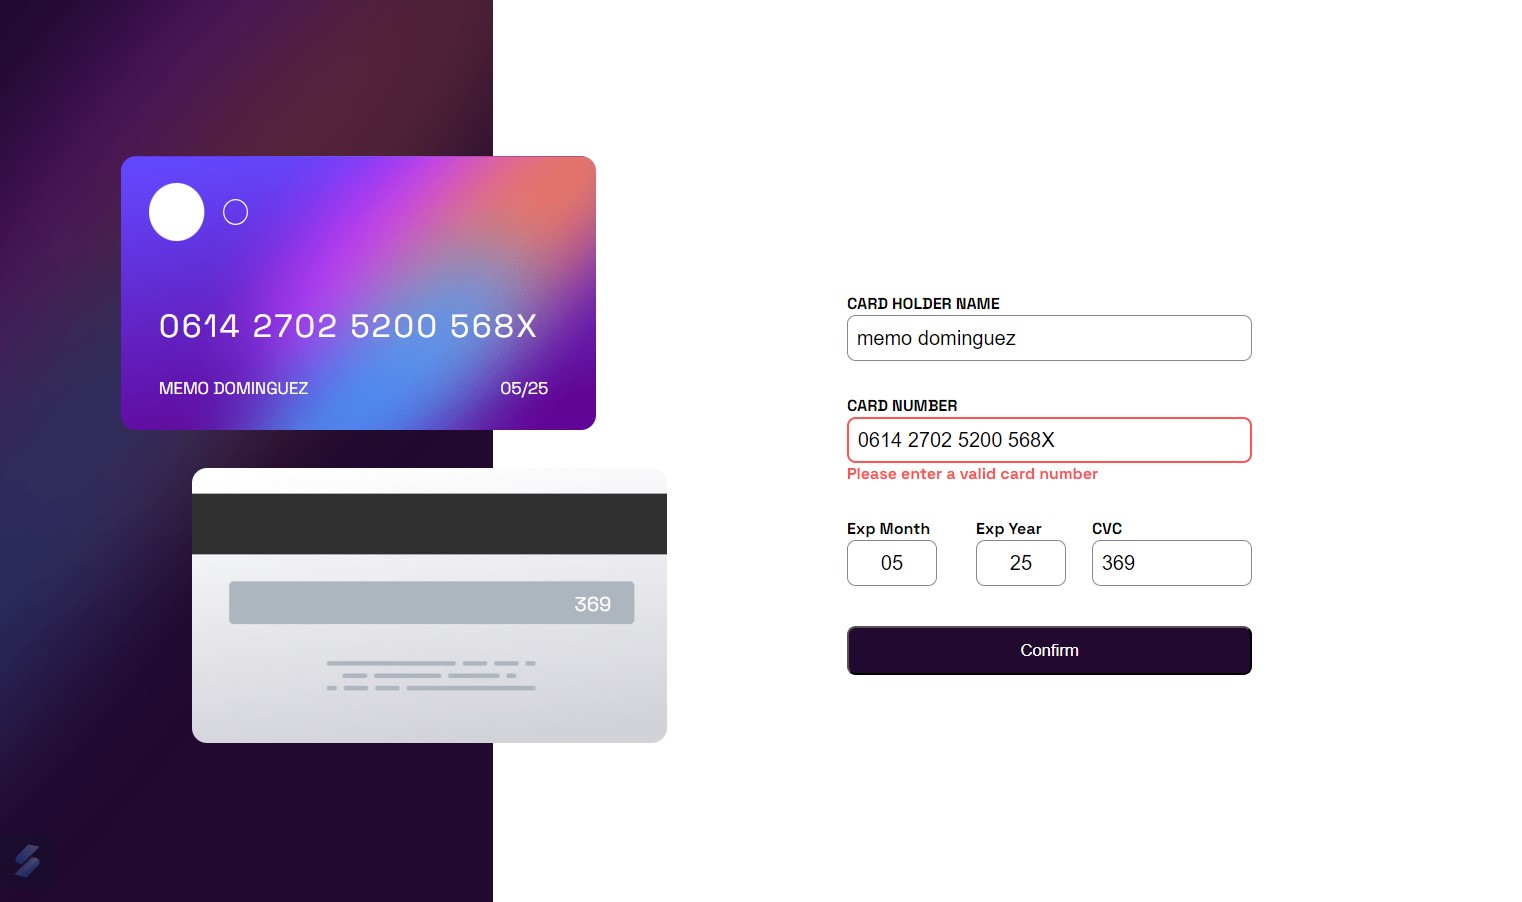 0614 2702 5200 568X
MEMO DOMINGUEZ 05/25
369
CARD HOLDER NAME
memo dominguez
CARD NUMBER
0614 2702 5200 568X
Please enter a valid card number
Exp Month Exp Year CVC
05 25 369
Confirm